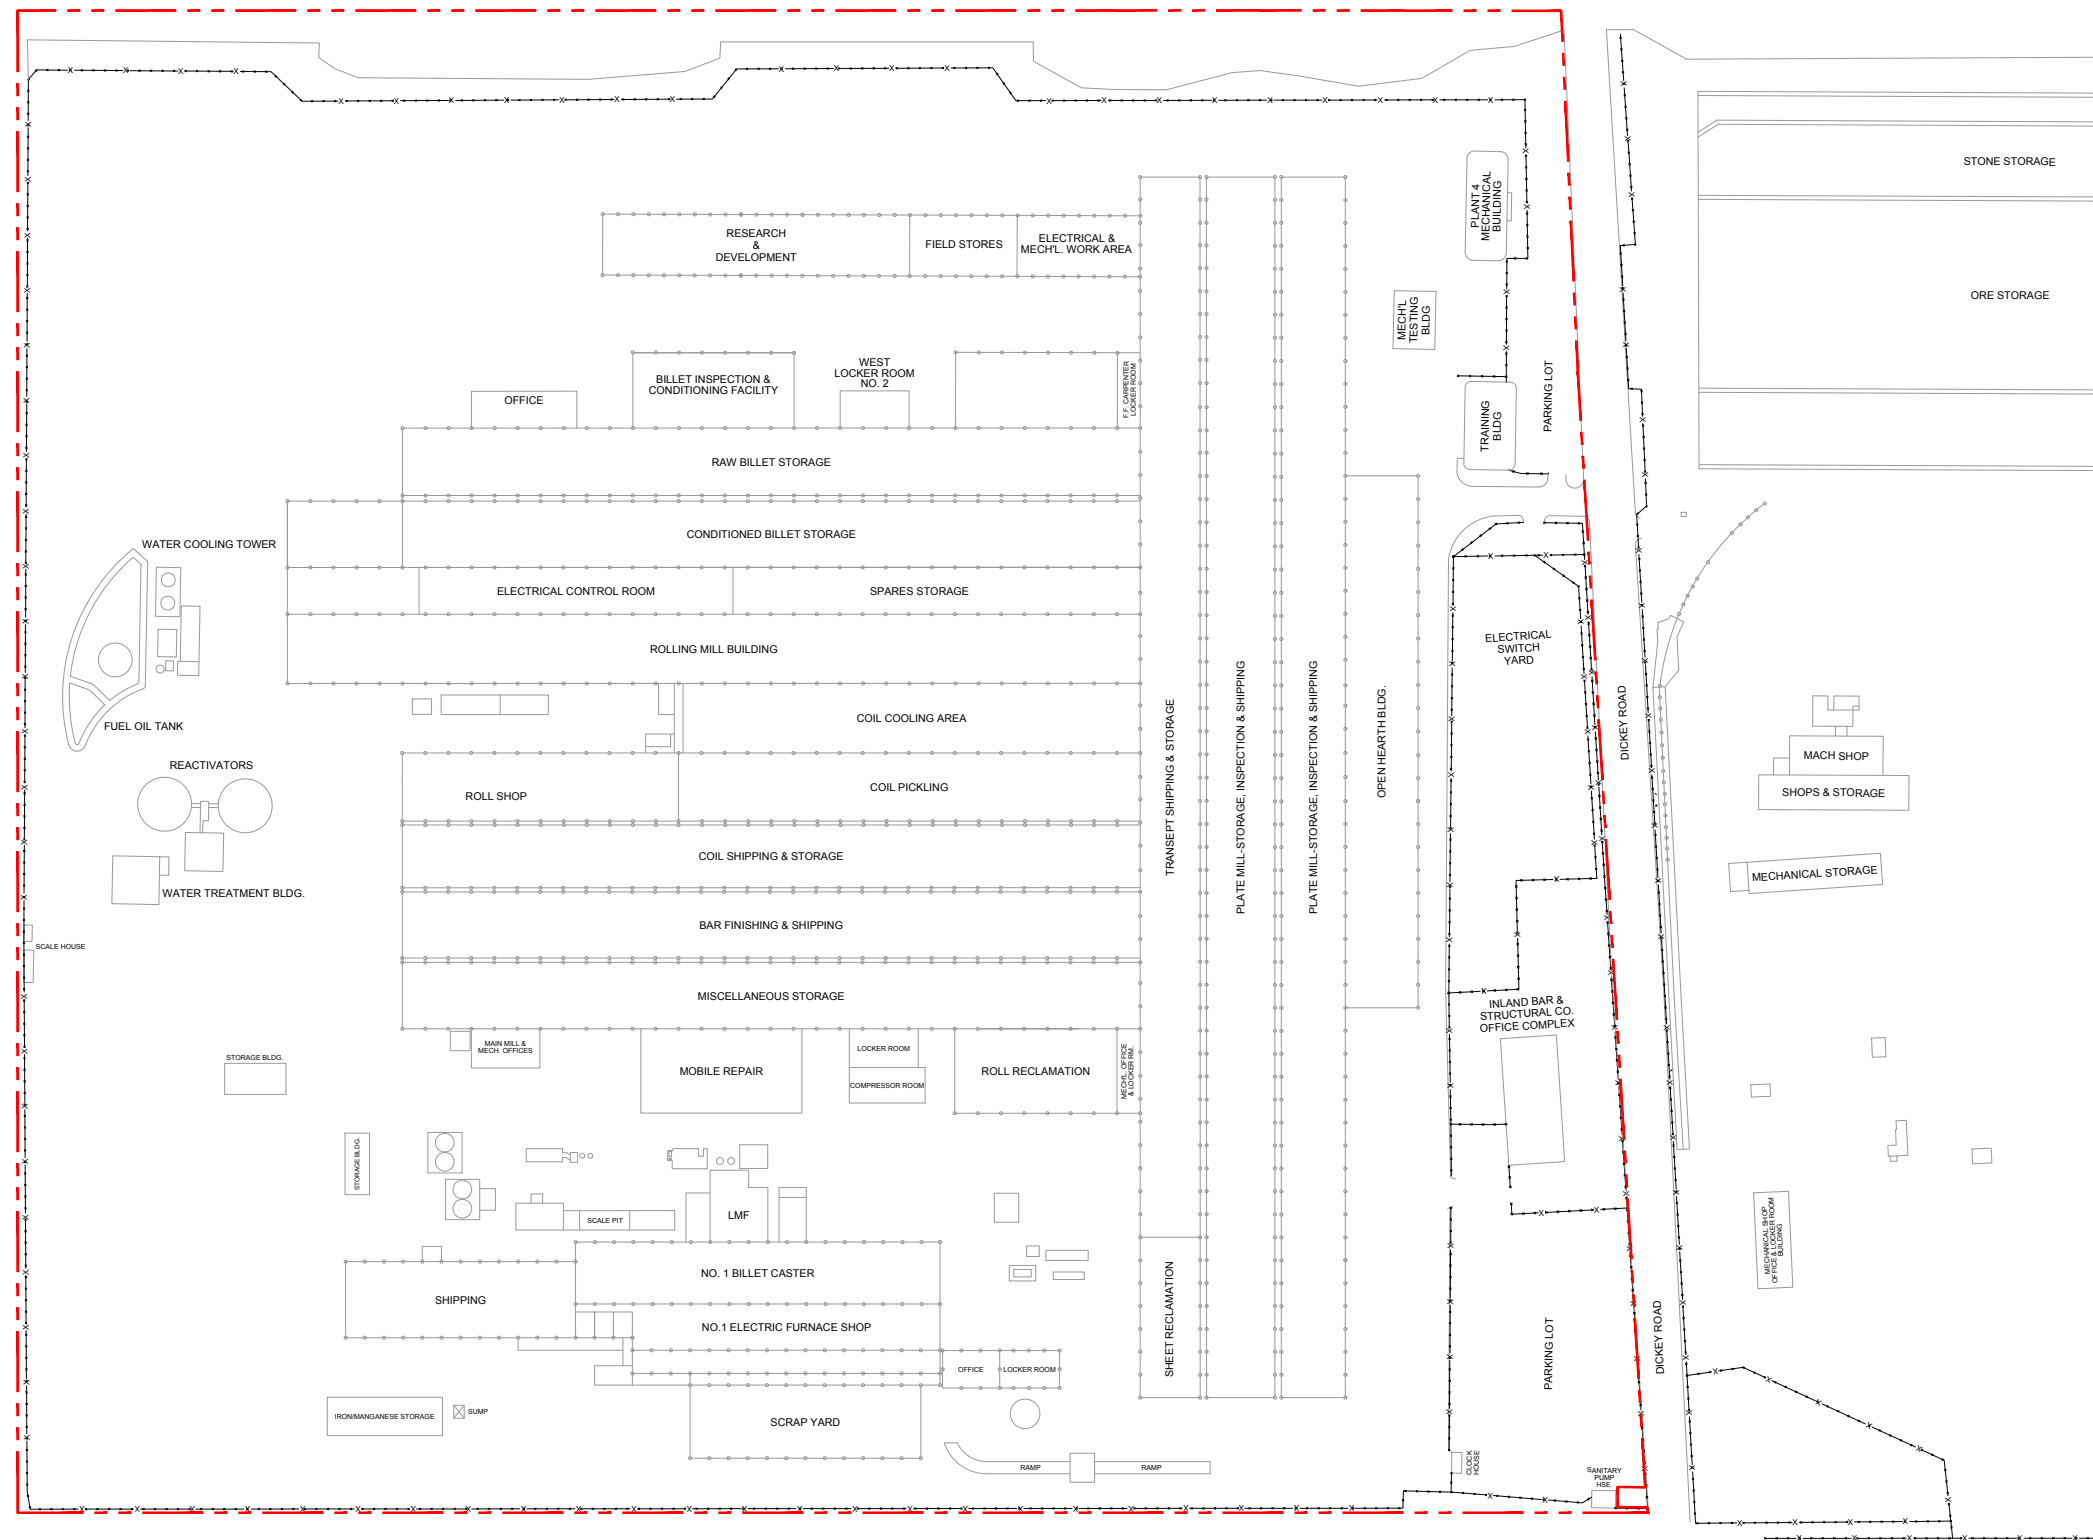 STONE STORAGE
PLANT 4
MECHANICAL
BUILDING
RESEARCH
&
DEVELOPMENT
FIELD STORES
ELECTRICAL &
MECH'L. WORK AREA
ORE STORAGE
MECH'L
TESTING
BLDG
WEST
LOCKER ROOM
NO. 2
BILLET INSPECTION &
CONDITIONING FACILITY
OFFICE
F.F. CARPENTER
LOCKER ROOM
TRAINING
BLDG
PARKING LOT
RAW BILLET STORAGE
CONDITIONED BILLET STORAGE
WATER COOLING TOWER
ELECTRICAL CONTROL ROOM
SPARES STORAGE
ROLLING MILL BUILDING
ELECTRICAL
SWITCH
YARD
FUEL OIL TANK
COIL COOLING AREA
TRANSEPT SHIPPING & STORAGE
PLATE MILL-STORAGE, INSPECTION & SHIPPING
PLATE MILL-STORAGE, INSPECTION & SHIPPING
OPEN HEARTH BLDG.
DICKEY ROAD
MACH SHOP
SHOPS & STORAGE
REACTIVATORS
ROLL SHOP
COIL PICKLING
COIL SHIPPING & STORAGE
MECHANICAL STORAGE
WATER TREATMENT BLDG.
BAR FINISHING & SHIPPING
SCALE HOUSE
MISCELLANEOUS STORAGE
INLAND BAR &
STRUCTURAL CO.
OFFICE COMPLEX
MAIN MILL &
MECH. OFFICES
LOCKER ROOM
STORAGE BLDG.
MOBILE REPAIR
COMPRESSOR ROOM
ROLL RECLAMATION
MECH'L. OFFICE
& LOCKER RM.
STORAGE BLDG.
SCALE PIT
LMF
MECHANICAL SHOP
OFFICE & LOCKER ROOM
BUILDING
NO. 1 BILLET CASTER
SHIPPING
NO.1 ELECTRIC FURNACE SHOP
SHEET RECLAMATION
PARKING LOT
DICKEY ROAD
OFFICE
LOCKER ROOM
IRON/MANGANESE STORAGE
SUMP
SCRAP YARD
RAMP
RAMP
CLOCK
HOUSE
SANITARY
PUMP
HSE.